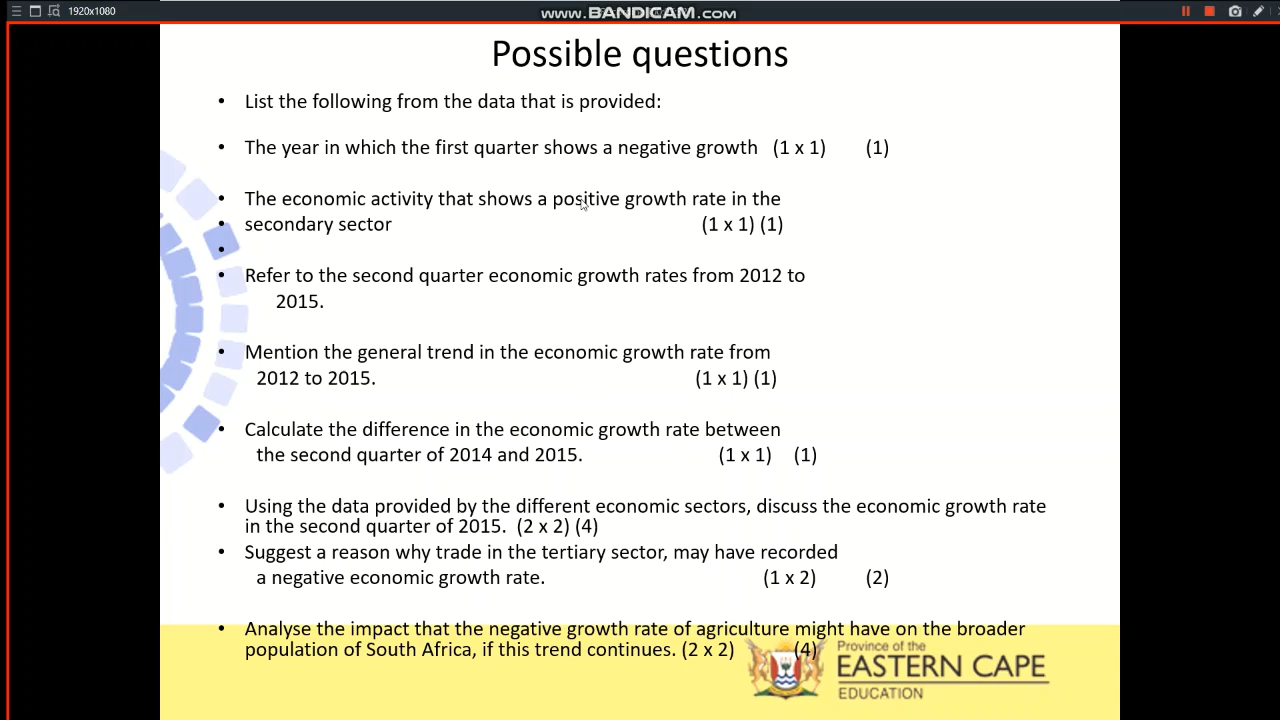 1920x1080
www.BANDICAM.com
Possible questions
• List the following from the data that is provided:
• The year in which the first quarter shows a negative growth (1 x 1) (1)
• The economic activity that shows a positive growth rate in the
• secondary sector (1 x 1) (1)
•
• Refer to the second quarter economic growth rates from 2012 to
2015.
• Mention the general trend in the economic growth rate from
2012 to 2015. (1 x 1) (1)
• Calculate the difference in the economic growth rate between
the second quarter of 2014 and 2015. (1 x 1) (1)
• Using the data provided by the different economic sectors, discuss the economic growth rate
in the second quarter of 2015. (2 x 2) (4)
• Suggest a reason why trade in the tertiary sector, may have recorded
a negative economic growth rate. (1 x 2) (2)
• Analyse the impact that the negative growth rate of agriculture might have on the broader
population of South Africa, if this trend continues. (2 x 2) (4)
Province of the
EASTERN CAPE
EDUCATION